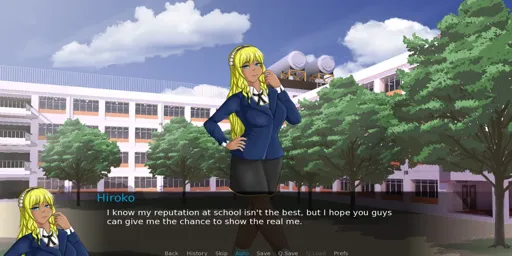 Hiroko
I know my reputation at school isn't the best, but I hope you guys
can give me the chance to show the real me.
Back History Skip Auto Save Q.Save Q.Load Prefs